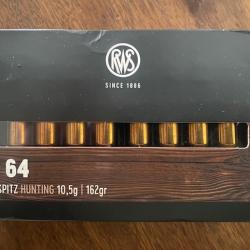 RWS
SINCE 1886
64
SPITZ HUNTING 10,5g | 162gr